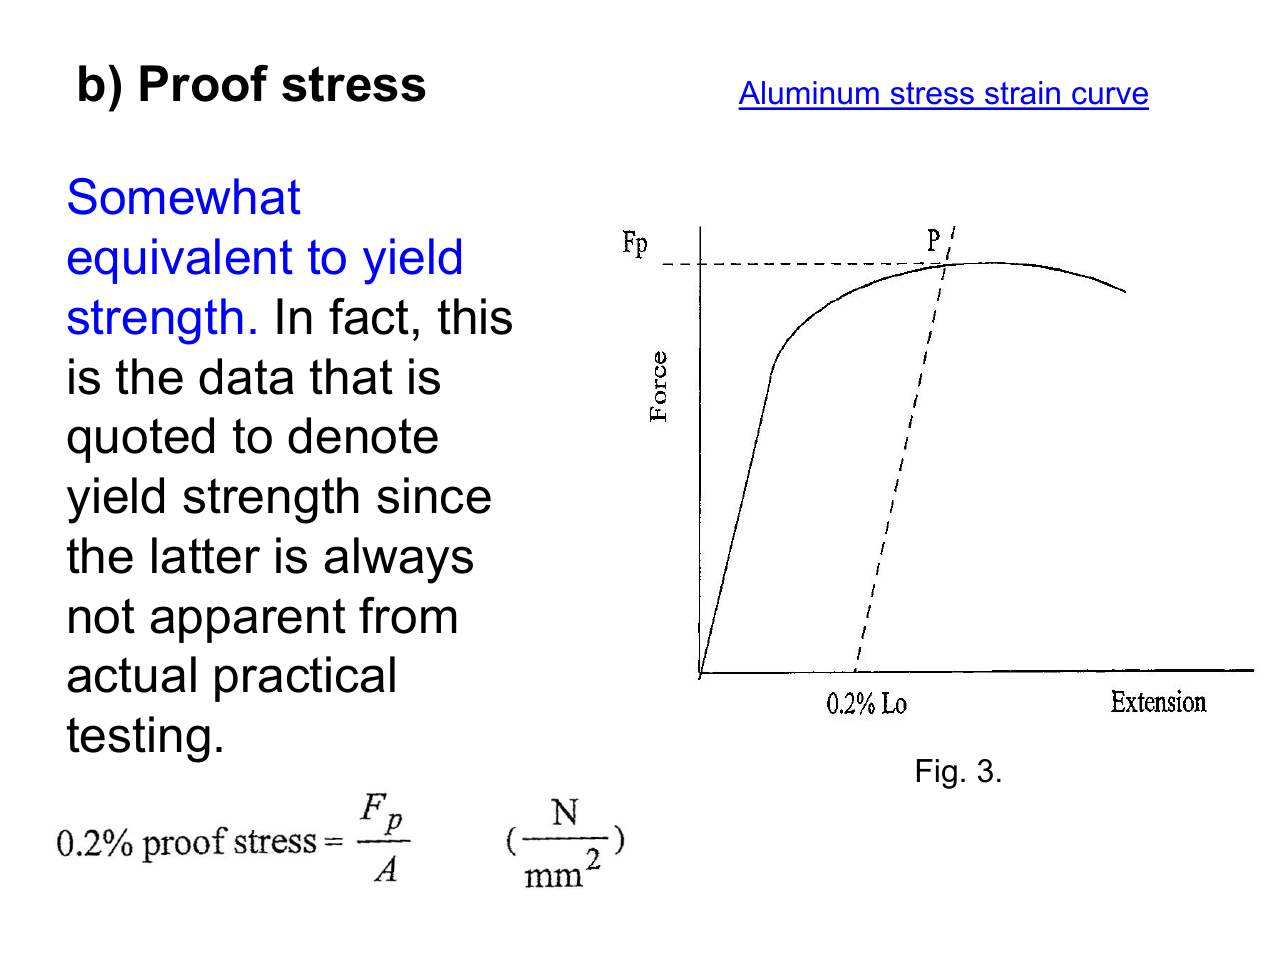 b) Proof stress
Aluminum stress strain curve
Somewhat
equivalent to yield
strength. In fact, this
is the data that is
quoted to denote
yield strength since
the latter is always
not apparent from
actual practical
testing.
Fp
P
Force
0.2% Lo
Extension
Fig. 3.
0.2% proof stress = F_p / A (N / mm²)